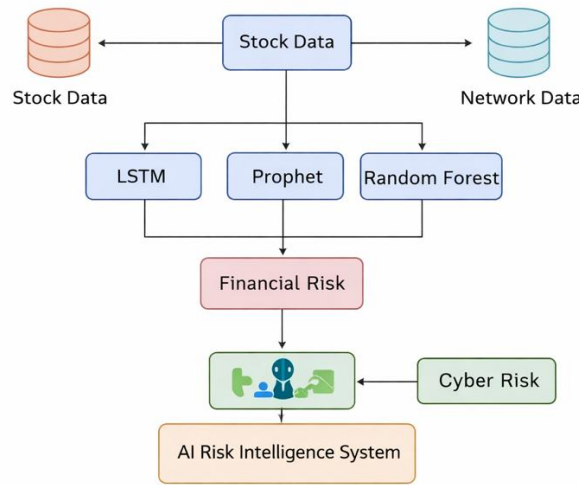 Stock Data
Stock Data
Network Data
LSTM
Prophet
Random Forest
Financial Risk
Cyber Risk
AI Risk Intelligence System